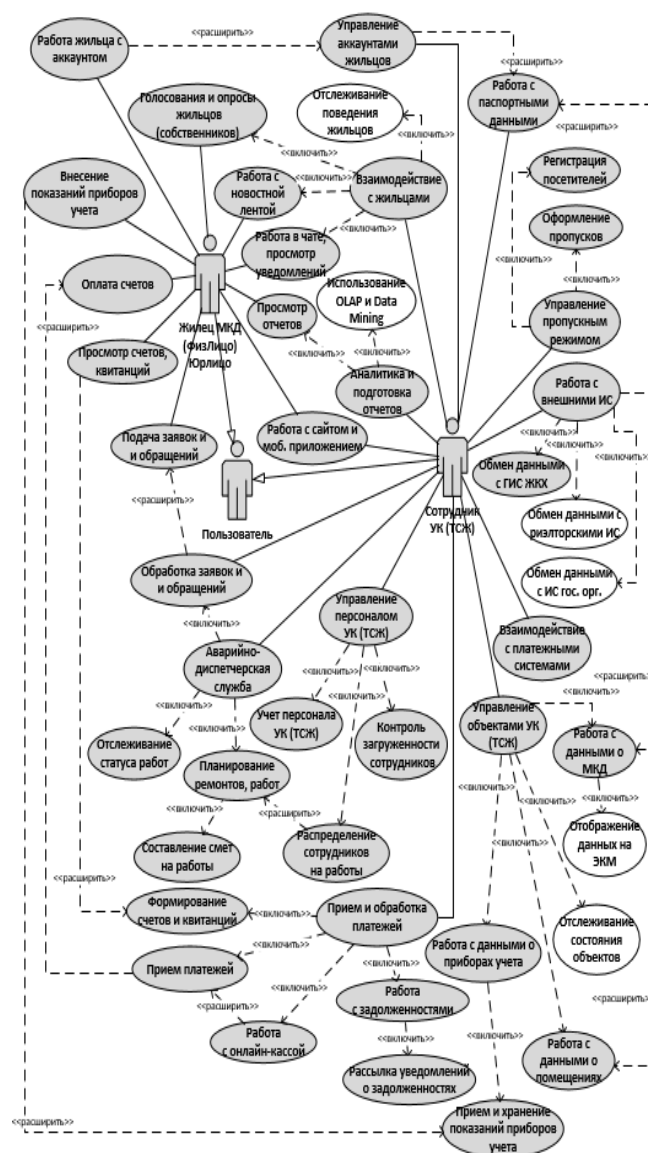 Работа жильца с
аккаунтом
<<расширить>>
Управление
аккаунтами
жильцов
<<расширить>>
Работа с
паспортными
данными
<<расширить>>
Голосования и опросы
жильцов
(собственников)
Отслеживание
поведения
жильцов
<<включить>>
<<включить>>
Внесение
показаний приборов
учета
Работа с
новостной
лентой
<<включить>>
Взаимодействие
с жильцами
Регистрация
посетителей
Оформление
пропусков
<<включить>>
Работа в чате,
просмотр
уведомлений
<<включить>>
Оплата счетов
Использование
OLAP и Data
Mining
<<включить>>
Управление
пропускным
режимом
<<расширить>>
Просмотр
отчетов
Жилец МКД
(ФизЛицо)
Юрлицо
Просмотр счетов,
квитанций
<<включить>>
<<включить>>
Аналитика и
подготовка
отчетов
Работа с
внешними ИС
Подача заявок и
и обращений
Работа с сайтом и
моб. приложением
<<включить>>
<<включить>>
Обмен данными
с ГИС ЖКХ
<<расширить>>
Пользователь
Сотрудник
УК (ТСЖ)
Обмен данными с
риэлторскими ИС
Обработка заявок и
и обращений
Обмен данными
с ИС гос. орг.
Управление
персоналом
УК (ТСЖ)
<<включить>>
Взаимодействие
с платежными
системами
Аварийно-
диспетчерская
служба
<<расширить>>
<<включить>>
<<включить>>
<<включить>>
Учет персонала
УК (ТСЖ)
Управление
объектами УК
(ТСЖ)
<<включить>>
Работа с
данными о
МКД
Отслеживание
статуса работ
<<включить>>
Контроль
загруженности
сотрудников
Планирование
ремонтов, работ
<<включить>>
<<включить>>
<<включить>>
<<расширить>>
Составление смет
на работы
Распределение
сотрудников
на работы
Отображение
данных на
ЭКМ
<<расширить>>
Формирование
счетов и квитанций
<<включить>>
Прием и обработка
платежей
Работа с данными о
приборах учета
Отслеживание
состояния
объектов
Прием платежей
<<включить>>
<<включить>>
<<включить>>
Работа
с задолженностями
<<расширить>>
<<расширить>>
Работа
с онлайн-кассой
<<включить>>
<<включить>>
Работа с
данными о
помещениях
Рассылка уведомлений
о задолженностях
Прием и хранение
показаний приборов
учета
<<расширить>>